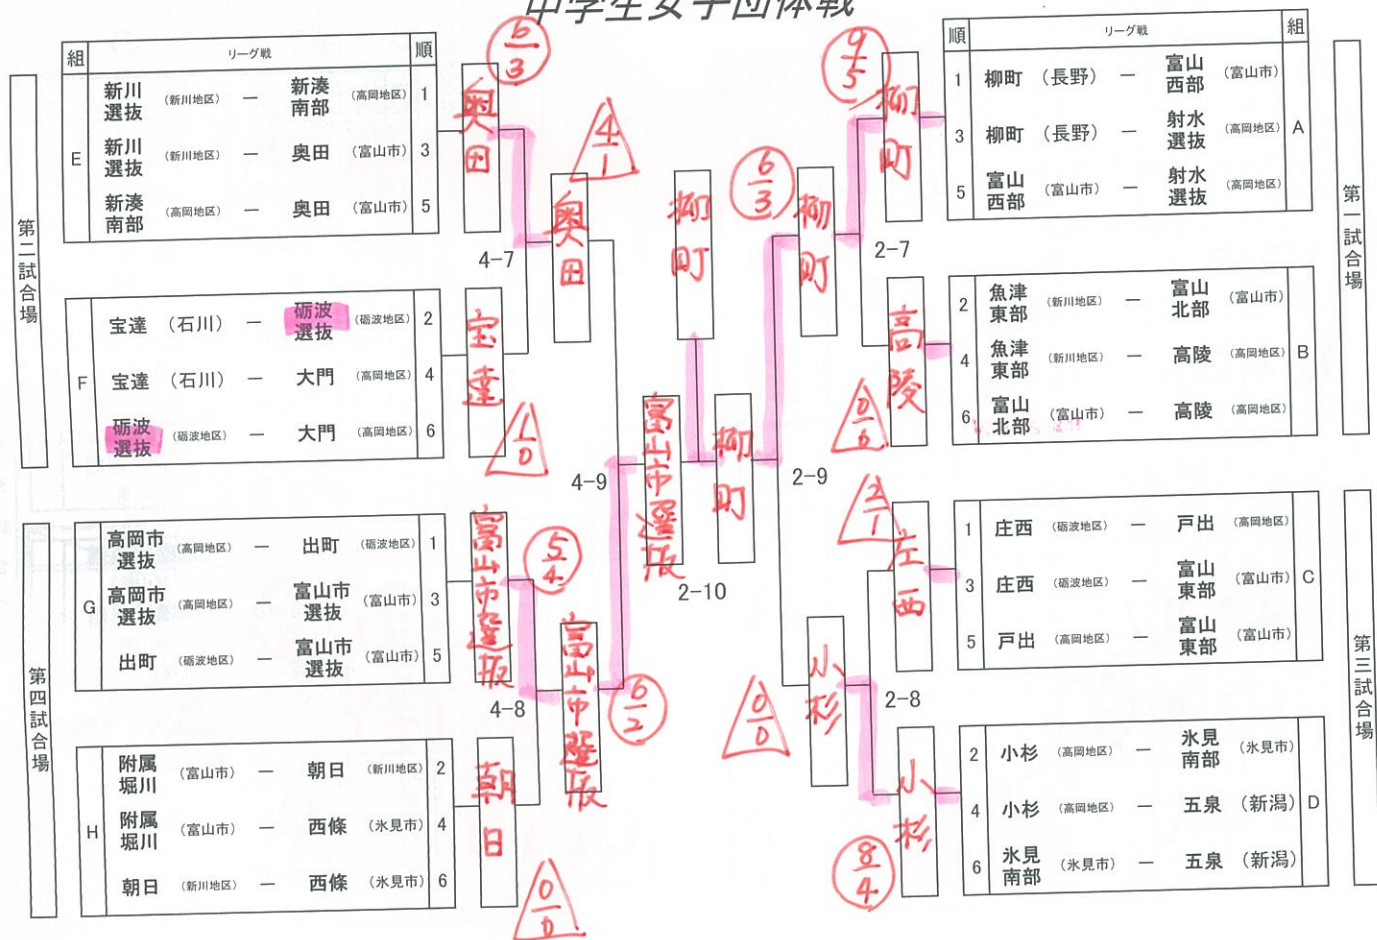 中学生女子団体戦
組 リーグ戦 順
第二試合場
E
新川選抜 （新川地区） ― 新湊南部 （高岡地区） 1
新川選抜 （新川地区） ― 奥田 （富山市） 3
新湊南部 （高岡地区） ― 奥田 （富山市） 5
F
宝達 （石川） ― 砺波選抜 （砺波地区） 2
宝達 （石川） ― 大門 （高岡地区） 4
砺波選抜 （砺波地区） ― 大門 （高岡地区） 6
第四試合場
G
高岡市選抜 （高岡地区） ― 出町 （砺波地区） 1
高岡市選抜 （高岡地区） ― 富山市選抜 （富山市） 3
出町 （砺波地区） ― 富山市選抜 （富山市） 5
H
附属堀川 （富山市） ― 朝日 （新川地区） 2
附属堀川 （富山市） ― 西條 （氷見市） 4
朝日 （新川地区） ― 西條 （氷見市） 6
奥田
6/3
4-7
宝達
1/0
奥田
4/1
富山市選抜
5/4
4-8
朝日
0/0
富山市選抜
6/2
4-9
富山市選抜
2-10
柳町
柳町
2-9
柳町
6/3
小杉
0/0
柳町
9/5
2-7
高陵
0/6
庄西
2/1
2-8
小杉
8/4
順 リーグ戦 組
第一試合場
1 柳町 （長野） ― 富山西部 （富山市）
3 柳町 （長野） ― 射水選抜 （高岡地区）
5 富山西部 （富山市） ― 射水選抜 （高岡地区）
A
2 魚津東部 （新川地区） ― 富山北部 （富山市）
4 魚津東部 （新川地区） ― 高陵 （高岡地区）
6 富山北部 （富山市） ― 高陵 （高岡地区）
B
第三試合場
1 庄西 （砺波地区） ― 戸出 （高岡地区）
3 庄西 （砺波地区） ― 富山東部 （富山市）
5 戸出 （高岡地区） ― 富山東部 （富山市）
C
2 小杉 （高岡地区） ― 氷見南部 （氷見市）
4 小杉 （高岡地区） ― 五泉 （新潟）
6 氷見南部 （氷見市） ― 五泉 （新潟）
D